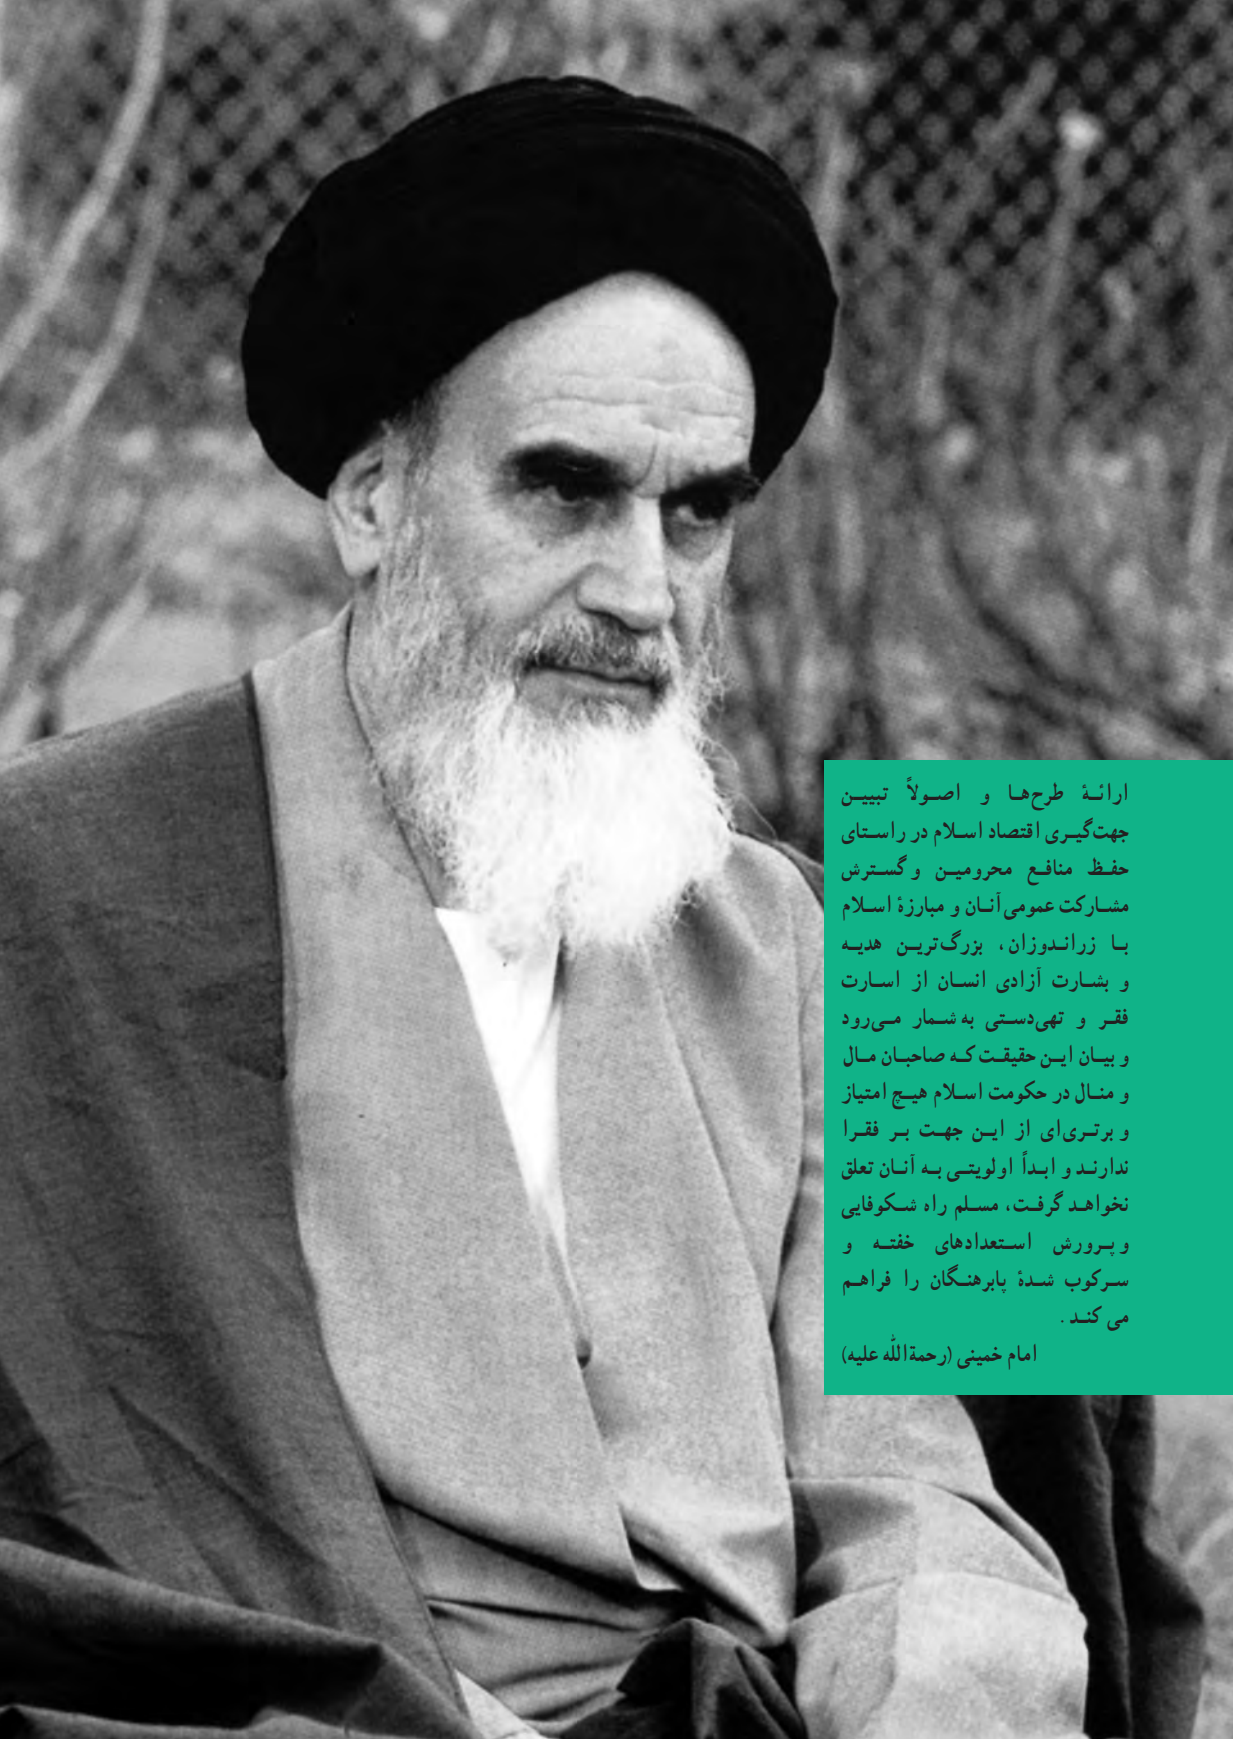 ارائهٔ طرح‌ها و اصولاً تبیین
جهت‌گیری اقتصاد اسلام در راستای
حفظ منافع محرومین و گسترش
مشارکت عمومی آنان و مبارزهٔ اسلام
با زراندوزان، بزرگ‌ترین هدیه
و بشارت آزادی انسان از اسارت
فقر و تهی‌دستی به شمار می‌رود
و بیان این حقیقت که صاحبان مال
و منال در حکومت اسلام هیچ امتیاز
و برتری‌ای از این جهت بر فقرا
ندارند و ابداً اولویتی به آنان تعلق
نخواهد گرفت، مسلم راه شکوفایی
و پرورش استعدادهای خفته و
سرکوب شدهٔ پابرهنگان را فراهم
می کند .
امام خمینی (رحمةالله علیه)